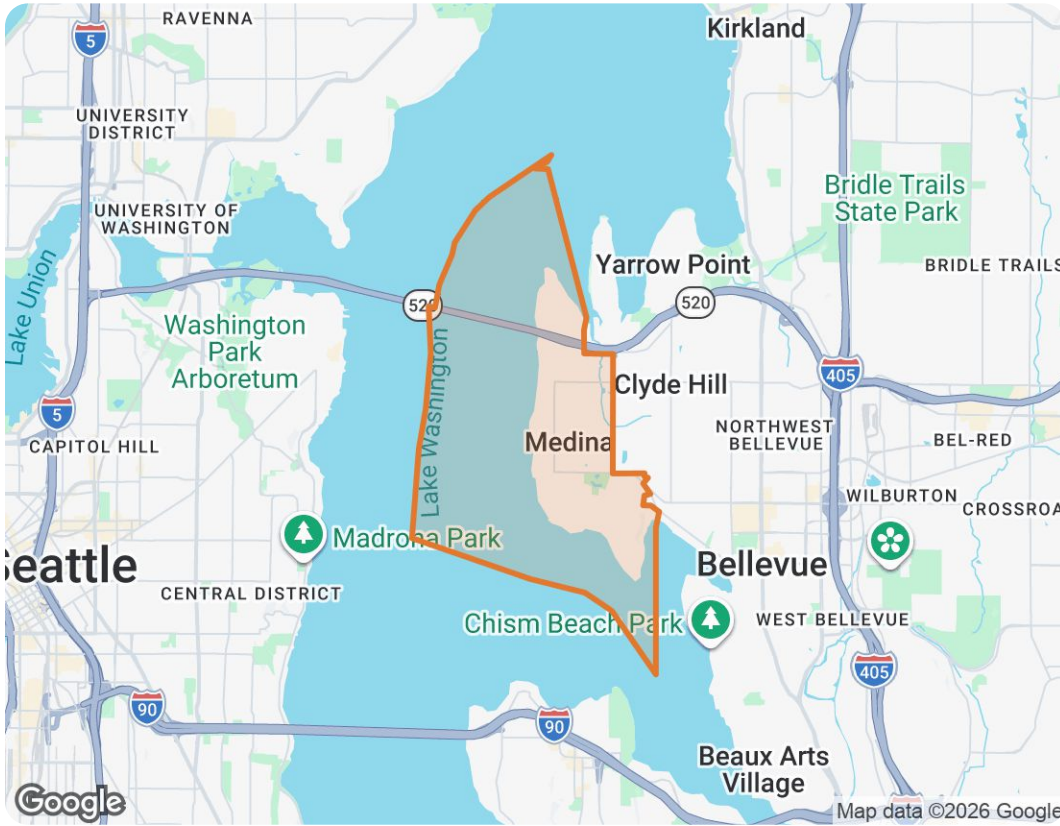 RAVENNA
Kirkland
5
UNIVERSITY
DISTRICT
Bridle Trails
State Park
UNIVERSITY OF
WASHINGTON
Yarrow Point
BRIDLE TRAILS
Lake Union
520
520
Washington
Park
Arboretum
Lake Washington
405
Clyde Hill
5
NORTHWEST
BELLEVUE
BEL-RED
CAPITOL HILL
Medina
WILBURTON
CROSSROA
Madrona Park
Seattle
Bellevue
CENTRAL DISTRICT
Chism Beach Park
WEST BELLEVUE
405
90
90
Beaux Arts
Village
Google
Map data ©2026 Google